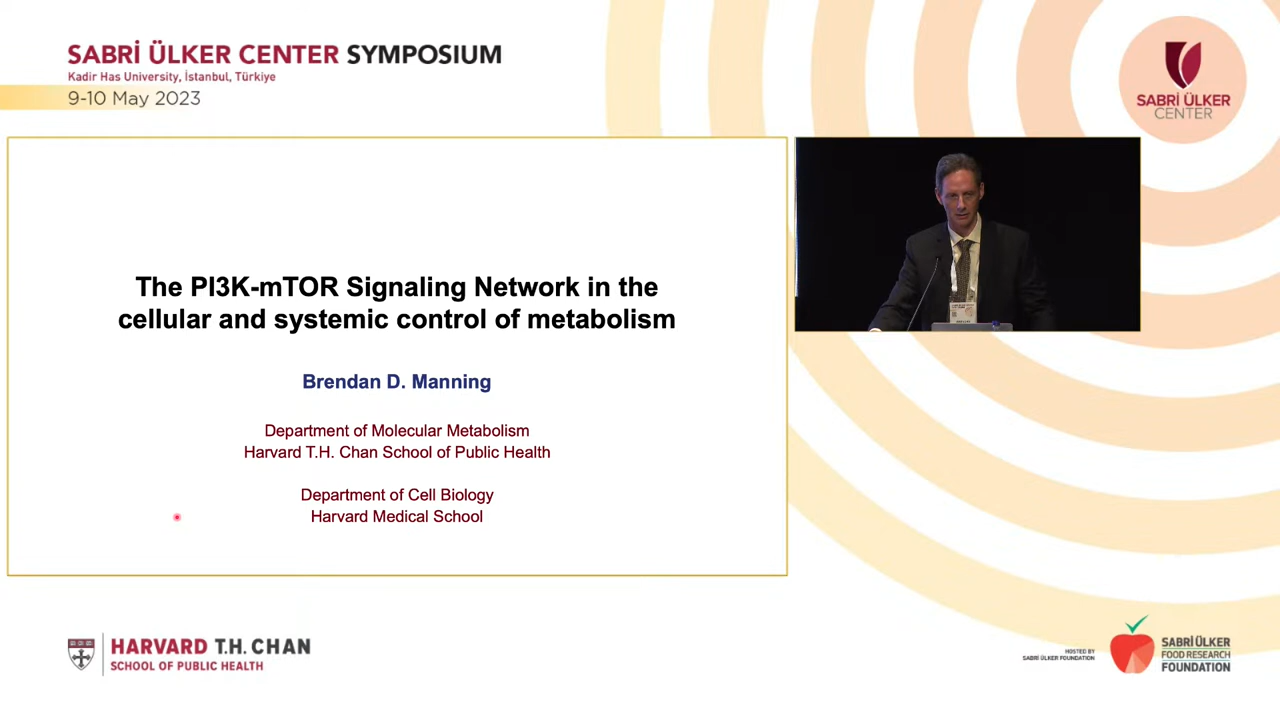 SABRİ ÜLKER CENTER SYMPOSIUM
Kadir Has University, İstanbul, Türkiye
9-10 May 2023
SABRİ ÜLKER
CENTER
The PI3K-mTOR Signaling Network in the
cellular and systemic control of metabolism
Brendan D. Manning
Department of Molecular Metabolism
Harvard T.H. Chan School of Public Health
Department of Cell Biology
Harvard Medical School
HARVARD T.H. CHAN
SCHOOL OF PUBLIC HEALTH
HOSTED BY
SABRİ ÜLKER FOUNDATION
SABRİ ÜLKER
FOOD RESEARCH
FOUNDATION